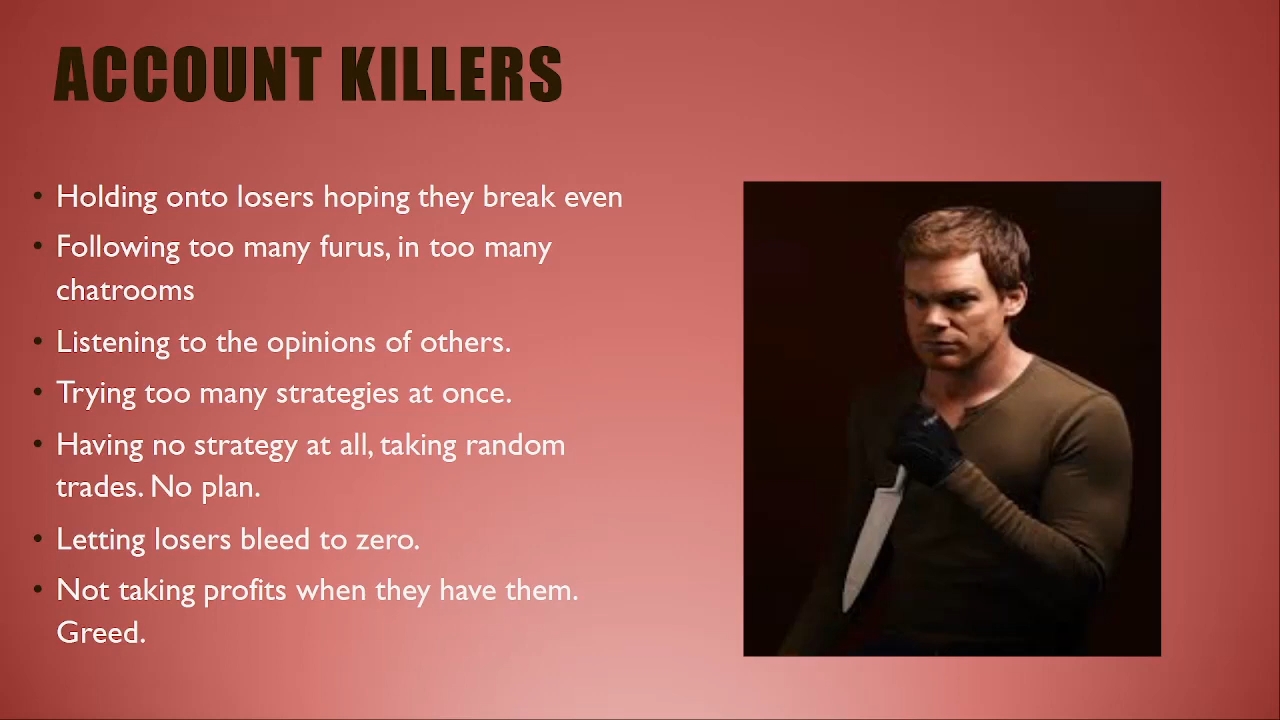 ACCOUNT KILLERS
• Holding onto losers hoping they break even
• Following too many furus, in too many
chatrooms
• Listening to the opinions of others.
• Trying too many strategies at once.
• Having no strategy at all, taking random
trades. No plan.
• Letting losers bleed to zero.
• Not taking profits when they have them.
Greed.